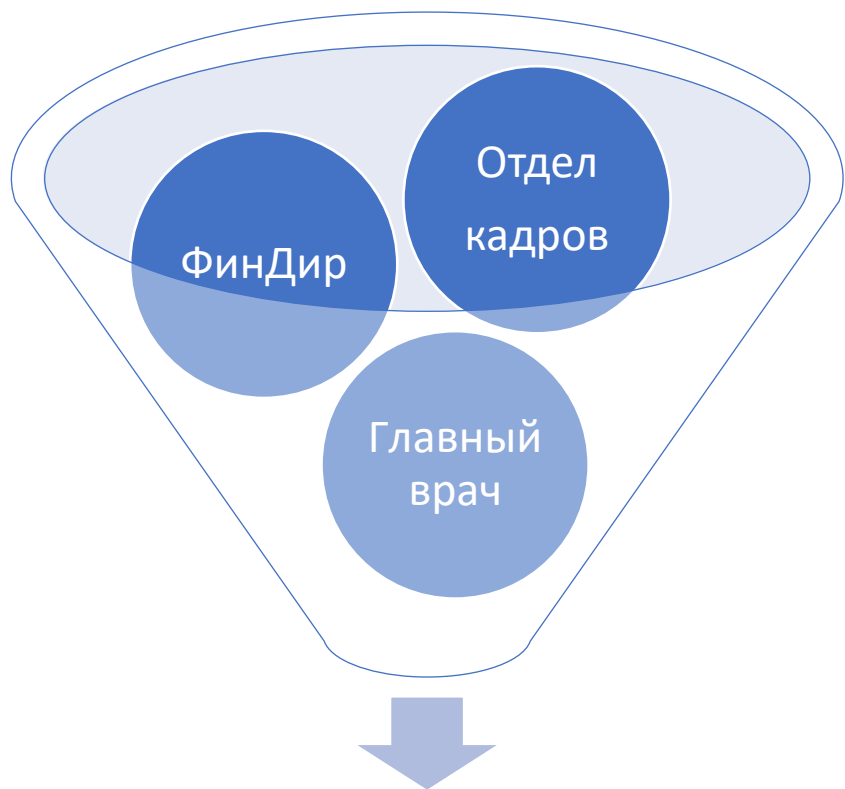 Отдел
кадров
ФинДир
Главный
врач